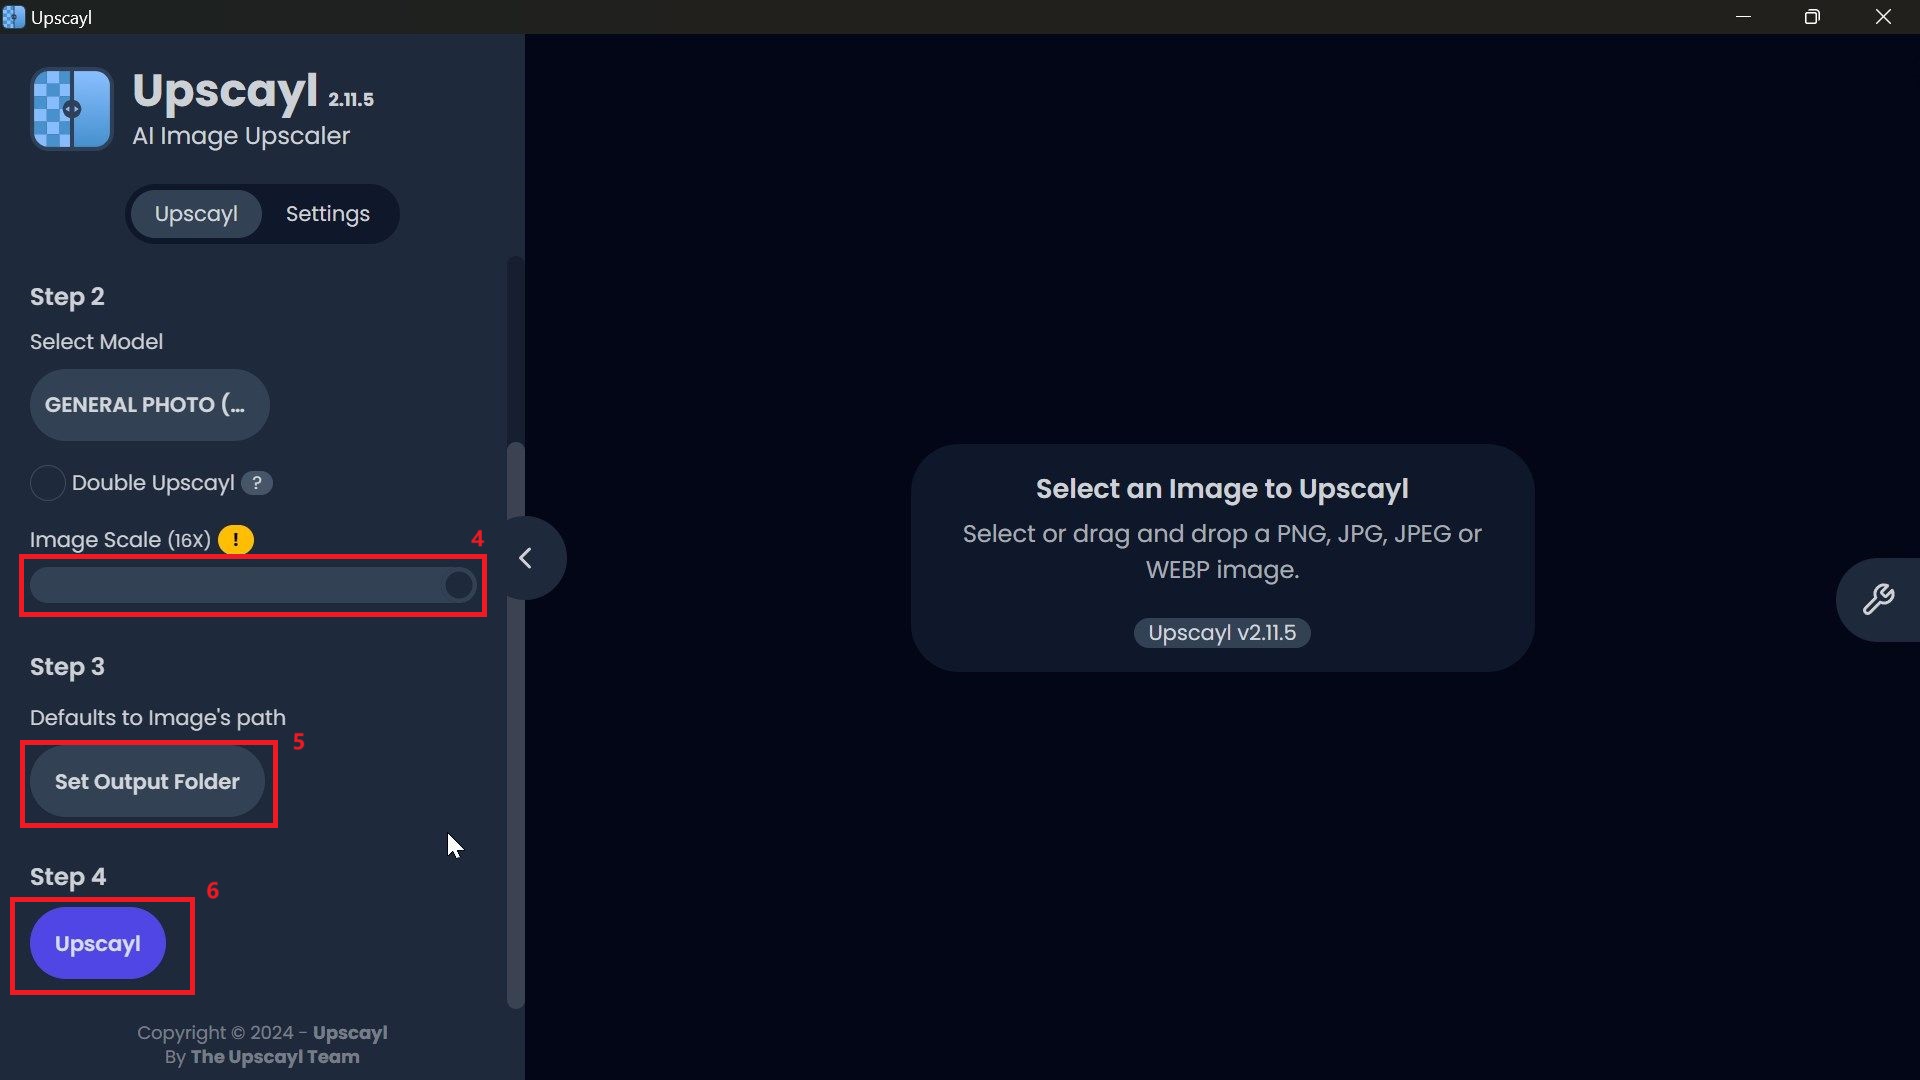 Upscayl
Upscayl 2.11.5
AI Image Upscaler
Upscayl Settings
Step 2
Select Model
GENERAL PHOTO (...
Double Upscayl ?
Image Scale (16X) ! 4
Step 3
Defaults to Image's path
5
Set Output Folder
Step 4
6
Upscayl
Copyright © 2024 - Upscayl
By The Upscayl Team
Select an Image to Upscayl
Select or drag and drop a PNG, JPG, JPEG or
WEBP image.
Upscayl v2.11.5